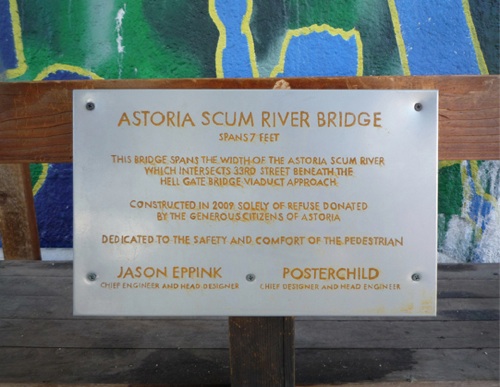 ASTORIA SCUM RIVER BRIDGE
SPANS 7 FEET
THIS BRIDGE SPANS THE WIDTH OF THE ASTORIA SCUM RIVER
WHICH INTERSECTS 33RD STREET BENEATH THE
HELL GATE BRIDGE VIADUCT APPROACH
CONSTRUCTED IN 2009 SOLELY OF REFUSE DONATED
BY THE GENEROUS CITIZENS OF ASTORIA
DEDICATED TO THE SAFETY AND COMFORT OF THE PEDESTRIAN
JASON EPPINK POSTERCHILD
CHIEF ENGINEER AND HEAD DESIGNER CHIEF DESIGNER AND HEAD ENGINEER